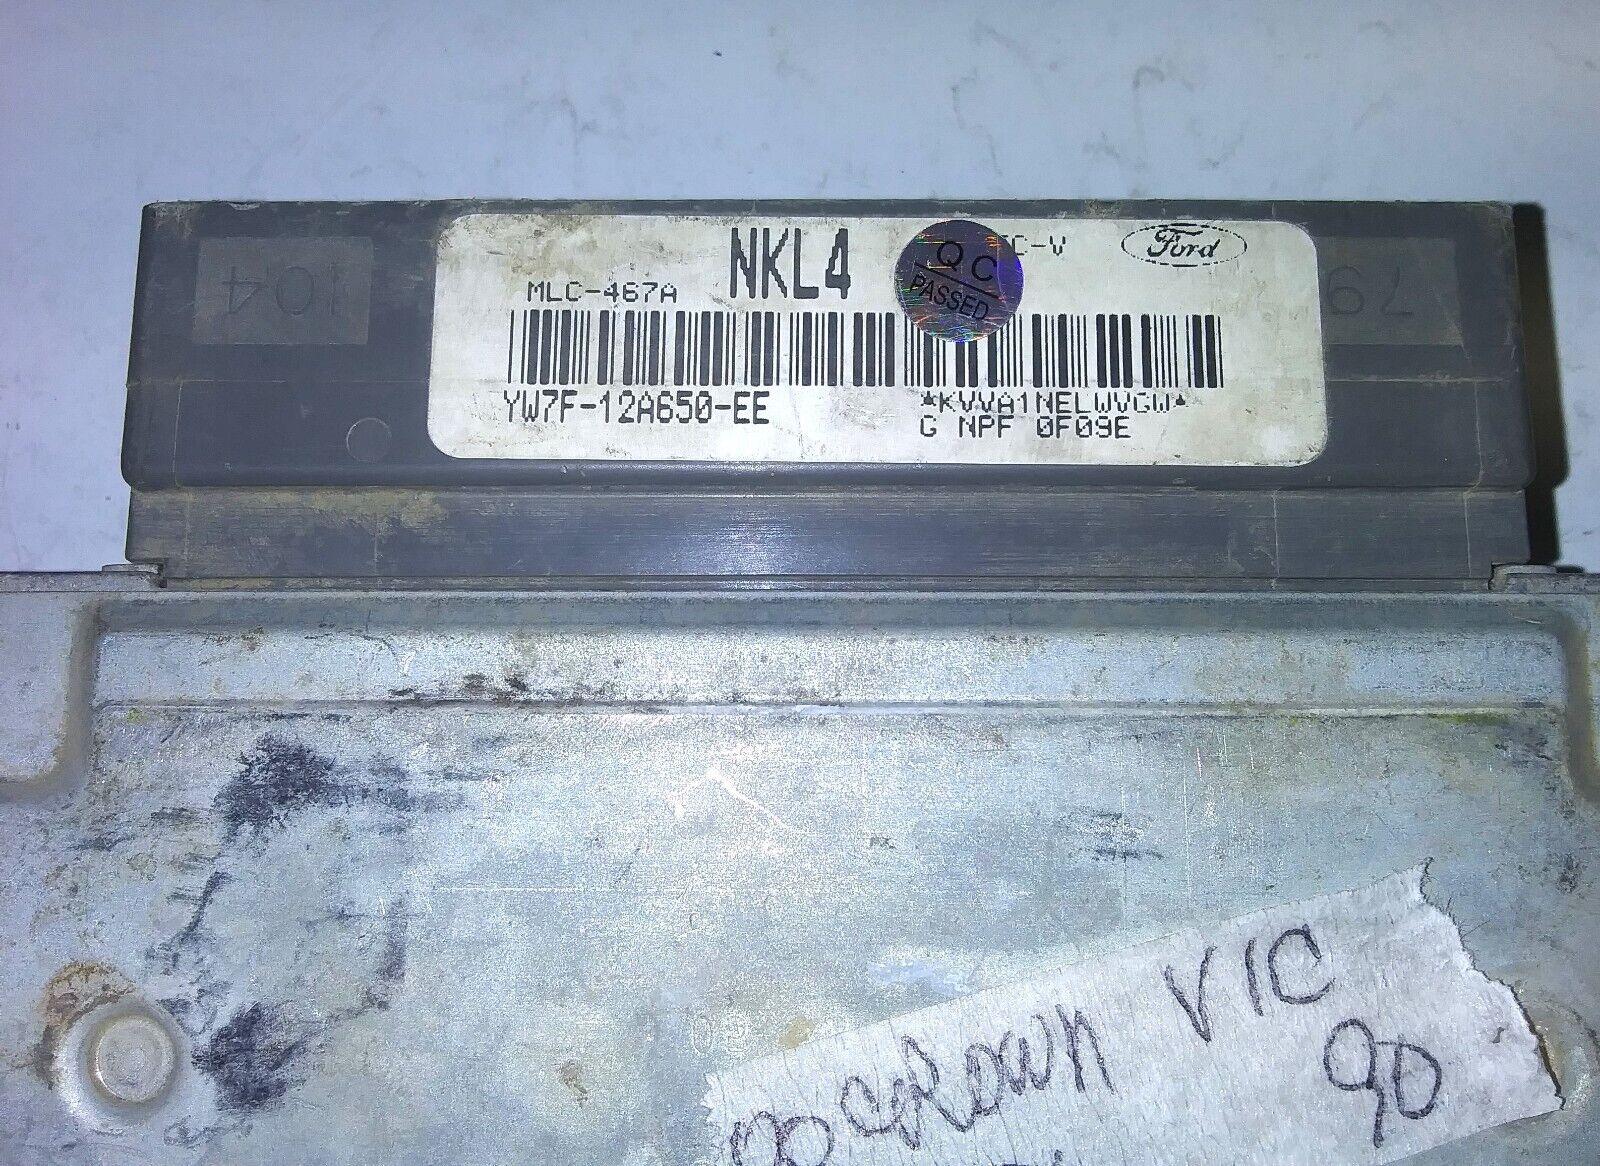 NKL4
C-V
Ford
MLC-467A
QC
PASSED
YW7F-12A650-EE
*KVVA1NELWVGW*
G NPF 0F09E
104
79
00 CROWN VIC
90